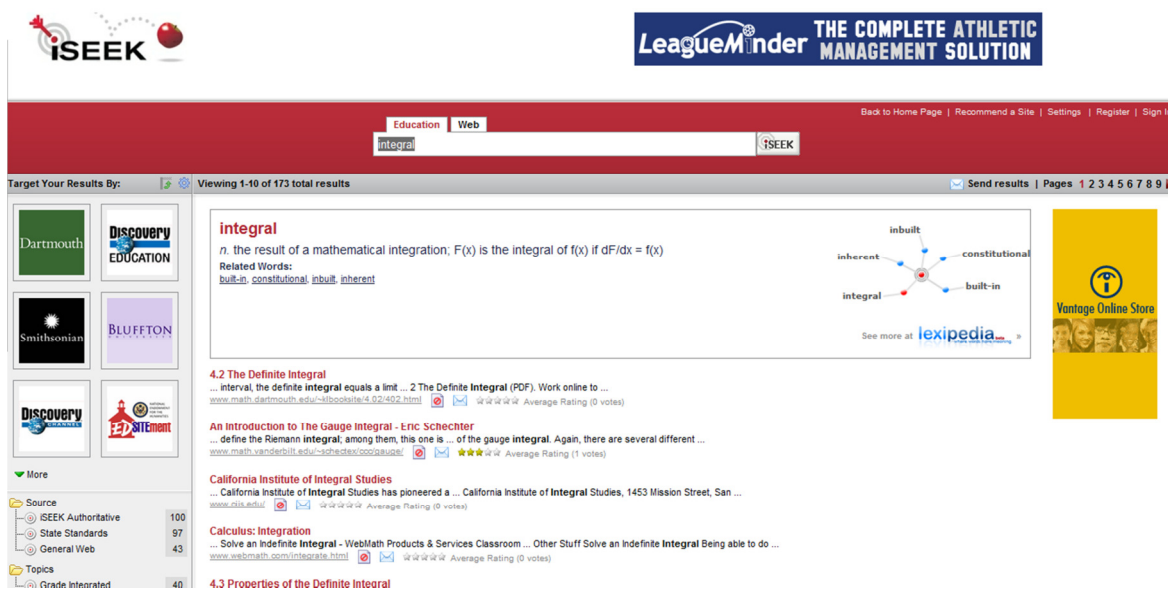 iSEEK
LeagueMinder THE COMPLETE ATHLETIC MANAGEMENT SOLUTION
Back to Home Page | Recommend a Site | Settings | Register | Sign I
Education Web
integral iSEEK
Target Your Results By: Viewing 1-10 of 173 total results Send results | Pages 1 2 3 4 5 6 7 8 9
Dartmouth
Discovery EDUCATION
Smithsonian
BLUFFTON UNIVERSITY
Discovery CHANNEL
EDSITEment
More
Source
iSEEK Authoritative 100
State Standards 97
General Web 43
Topics
Grade Integrated 40
integral
n. the result of a mathematical integration; F(x) is the integral of f(x) if dF/dx = f(x)
Related Words:
built-in, constitutional, inbuilt, inherent
inbuilt
inherent
constitutional
built-in
integral
See more at lexipedia beta »
4.2 The Definite Integral
... interval, the definite integral equals a limit ... 2 The Definite Integral (PDF). Work online to ...
www.math.dartmouth.edu/~klbooksite/4.02/402.html Average Rating (0 votes)
An Introduction to The Gauge Integral - Eric Schechter
... define the Riemann integral; among them, this one is ... of the gauge integral. Again, there are several different ...
www.math.vanderbilt.edu/~schectex/ccc/gauge/ Average Rating (1 votes)
California Institute of Integral Studies
... California Institute of Integral Studies has pioneered a ... California Institute of Integral Studies, 1453 Mission Street, San ...
www.ciis.edu/ Average Rating (0 votes)
Calculus: Integration
... Solve an Indefinite Integral - WebMath Products & Services Classroom ... Other Stuff Solve an Indefinite Integral Being able to do ...
www.webmath.com/integrate.html Average Rating (0 votes)
4.3 Properties of the Definite Integral
Vantage Online Store